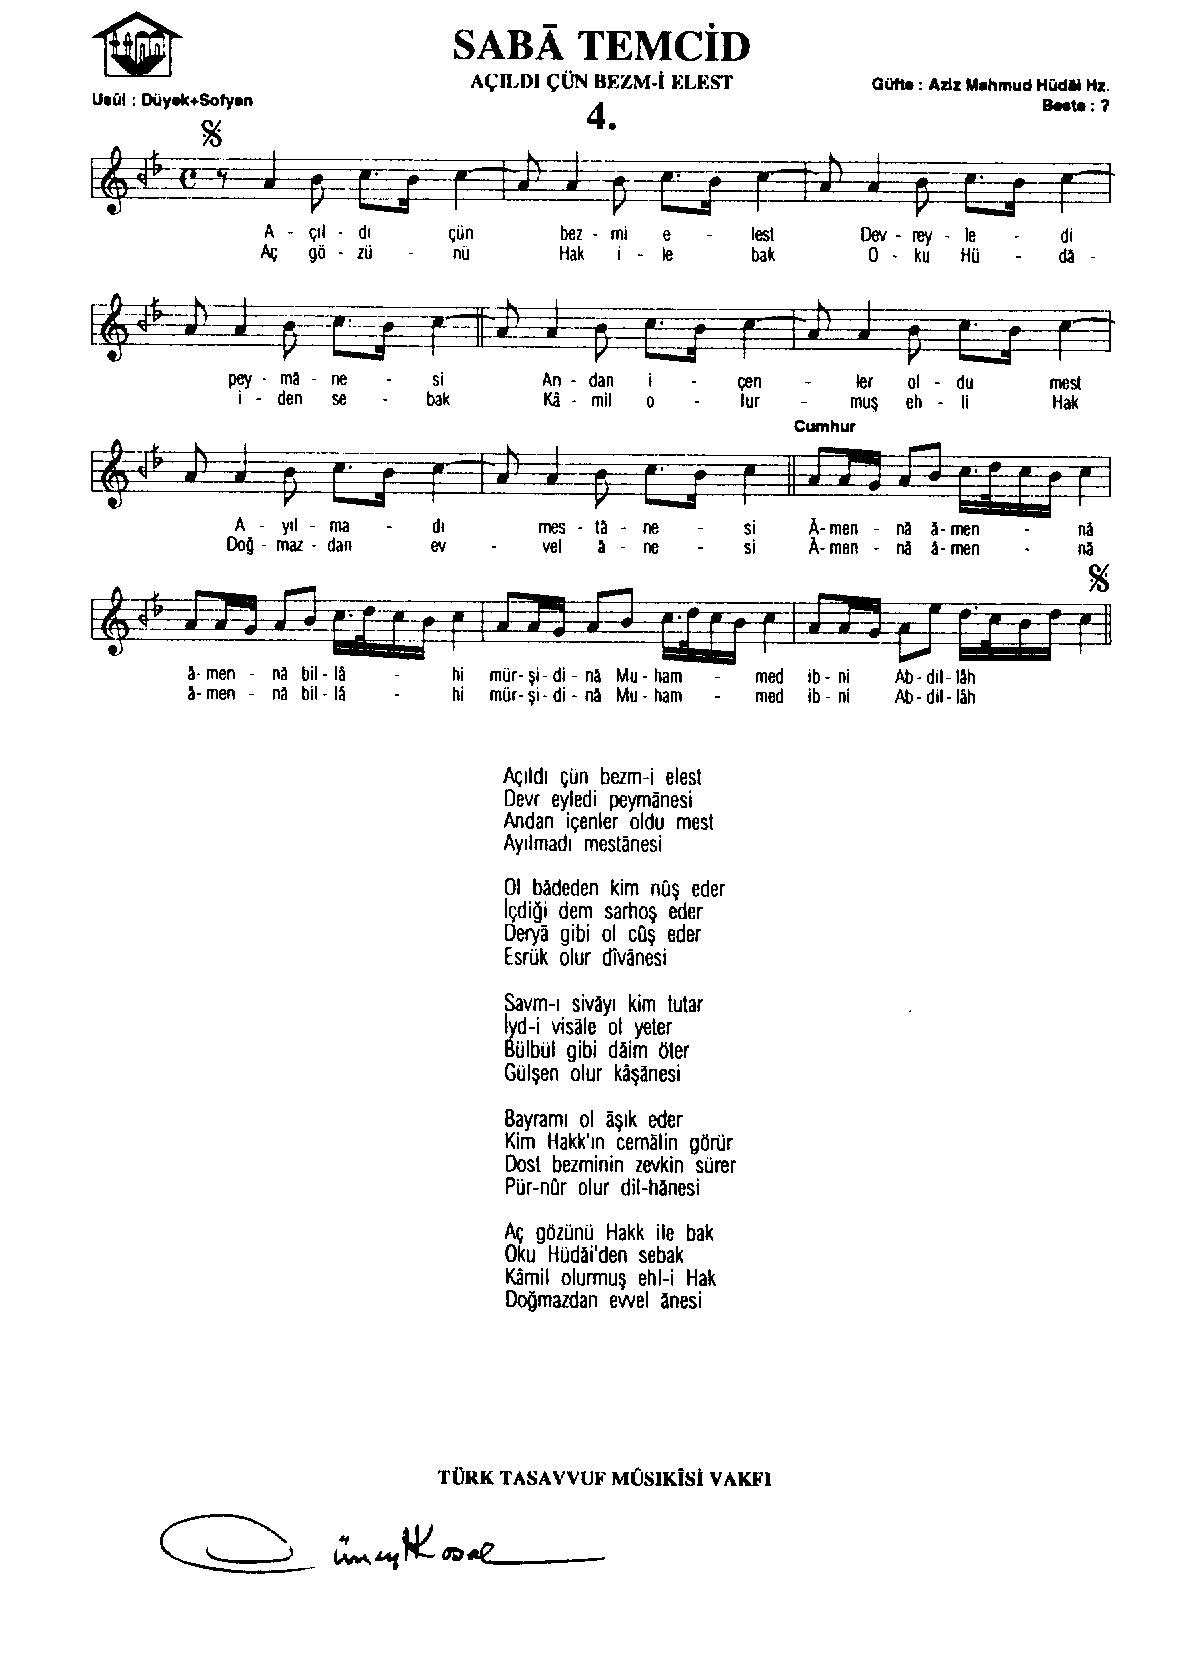 SABĀ TEMCİD
AÇILDI ÇÜN BEZM-İ ELEST
Güfte : Aziz Mahmud Hüdâi Hz.
Usûl : Düyek+Sofyan
Beste : ?
4.
A - çıl - dı çün bez - mi e - lest Dev - rey - le - di
Aç gö - zü - nü Hak i - le bak O - ku Hü - dā -
pey - mā - ne - si An - dan i - çen - ler ol - du mest
i - den se - bak Kâ - mil o - lur - muş eh - li Hak
Cumhur
A - yıl - ma - dı mes - tā - ne - si Ā - men - nā ā - men - nā
Doğ - maz - dan ev - vel ā - ne - si Ā - men - nā ā - men - nā
ā - men - nā bil - lā - hi mür - şi - di - nā Mu - ham - med ib - ni Ab - dil - lâh
ā - men - nā bil - lā - hi mür - şi - di - nā Mu - ham - med ib - ni Ab - dil - lâh
Açıldı çün bezm-i elest
Devr eyledi peymānesi
Andan içenler oldu mest
Ayılmadı mestānesi
Ol bādeden kim nûş eder
İçdiği dem sarhoş eder
Deryā gibi ol cûş eder
Esrük olur dîvānesi
Savm-ı sivāyı kim tutar
İyd-i visāle ol yeter
Bülbül gibi dāim öter
Gülşen olur kâşānesi
Bayramı ol āşık eder
Kim Hakk'ın cemālin görür
Dost bezminin zevkin sürer
Pür-nûr olur dil-hānesi
Aç gözünü Hakk ile bak
Oku Hüdāi'den sebak
Kâmil olurmuş ehl-i Hak
Doğmazdan evvel ānesi
TÜRK TASAVVUF MÛSIKİSİ VAKFI